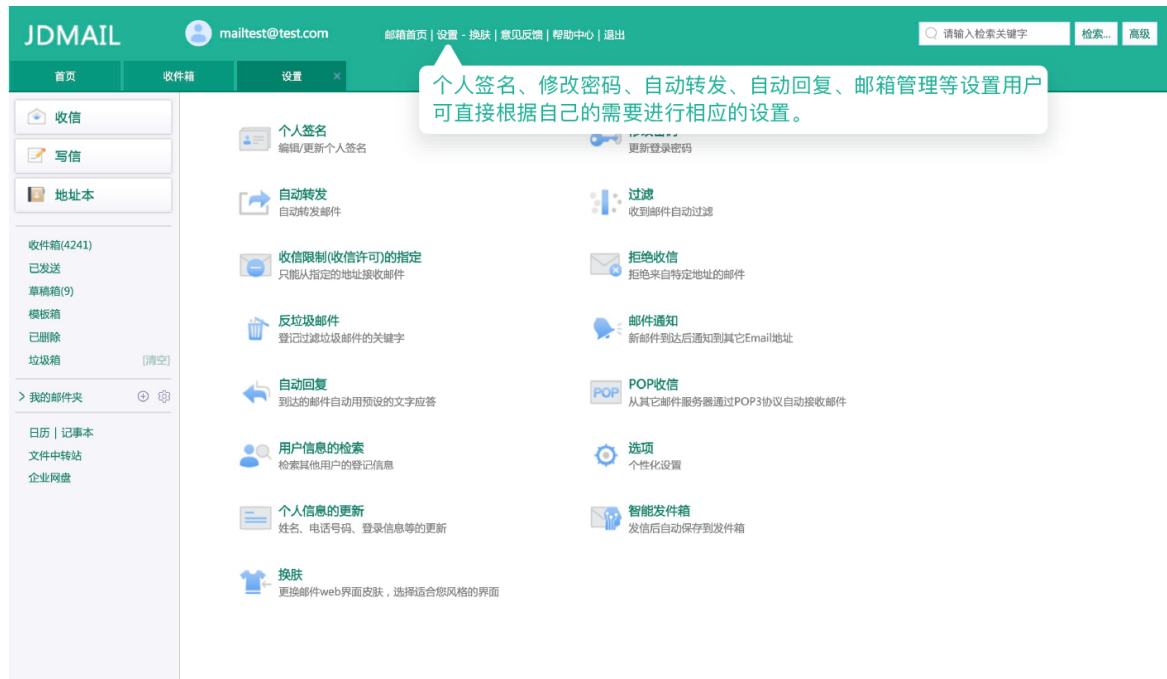 JDMAIL
mailtest@test.com
邮箱首页 | 设置 - 换肤 | 意见反馈 | 帮助中心 | 退出
请输入检索关键字
检索...
高级
首页
收件箱
设置 ×
个人签名、修改密码、自动转发、自动回复、邮箱管理等设置用户
可直接根据自己的需要进行相应的设置。
收信
写信
地址本
收件箱(4241)
已发送
草稿箱(9)
模板箱
已删除
垃圾箱 [清空]
我的邮件夹
日历 | 记事本
文件中转站
企业网盘
个人签名
编辑/更新个人签名
更新登录密码
自动转发
自动转发邮件
过滤
收到邮件自动过滤
收信限制(收信许可)的指定
只能从指定的地址接收邮件
拒绝收信
拒绝来自特定地址的邮件
反垃圾邮件
登记过滤垃圾邮件的关键字
邮件通知
新邮件到达后通知到其它Email地址
自动回复
到达的邮件自动用预设的文字应答
POP
POP收信
从其它邮件服务器通过POP3协议自动接收邮件
用户信息的检索
检索其他用户的登记信息
选项
个性化设置
个人信息的更新
姓名、电话号码、登录信息等的更新
智能发件箱
发信后自动保存到发件箱
换肤
更换邮件web界面皮肤，选择适合您风格的界面